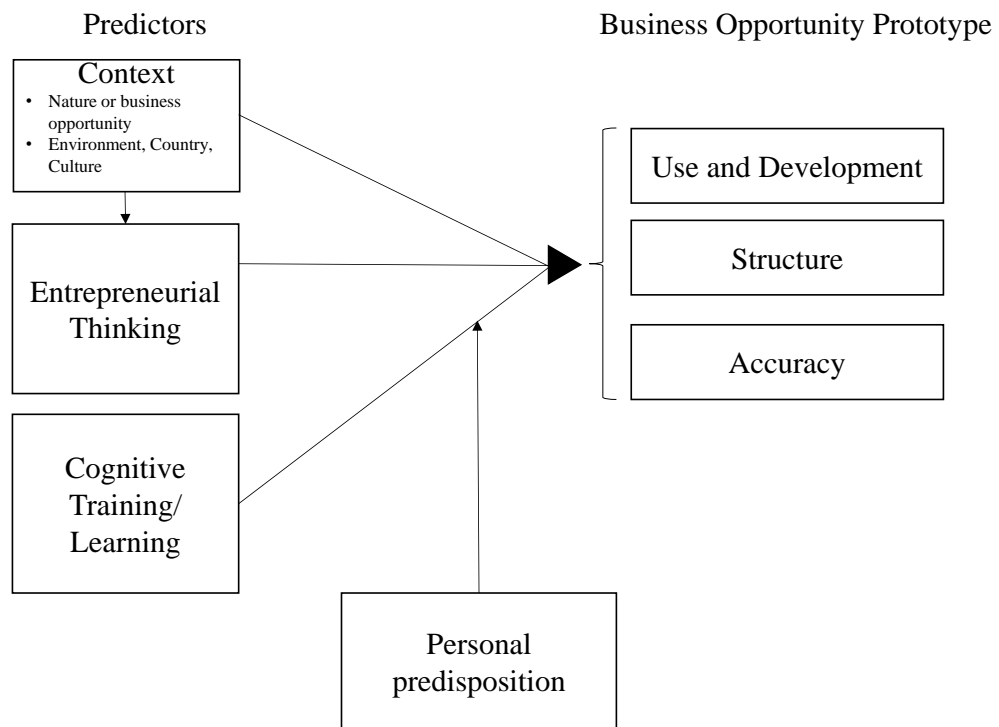 Predictors
Business Opportunity Prototype
Context
• Nature or business
opportunity
• Environment, Country,
Culture
Use and Development
Structure
Entrepreneurial
Thinking
Accuracy
Cognitive
Training/
Learning
Personal
predisposition